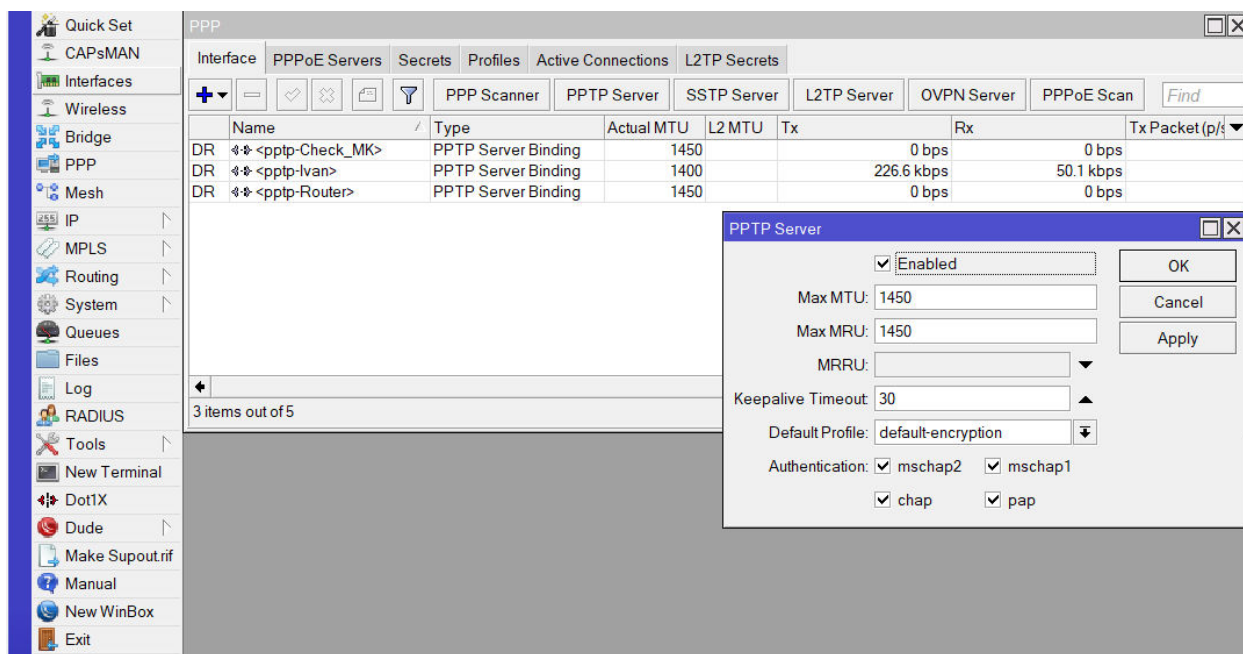 Quick Set
CAPsMAN
Interfaces
Wireless
Bridge
PPP
Mesh
255 IP
MPLS
Routing
System
Queues
Files
Log
RADIUS
Tools
New Terminal
Dot1X
Dude
Make Supout.rif
Manual
New WinBox
Exit
PPP
Interface PPPoE Servers Secrets Profiles Active Connections L2TP Secrets
PPP Scanner PPTP Server SSTP Server L2TP Server OVPN Server PPPoE Scan Find
Name / Type Actual MTU L2 MTU Tx Rx Tx Packet (p/s
DR <pptp-Check_MK> PPTP Server Binding 1450 0 bps 0 bps
DR <pptp-Ivan> PPTP Server Binding 1400 226.6 kbps 50.1 kbps
DR <pptp-Router> PPTP Server Binding 1450 0 bps 0 bps
3 items out of 5
PPTP Server
Enabled
OK
Max MTU: 1450
Cancel
Max MRU: 1450
Apply
MRRU:
Keepalive Timeout: 30
Default Profile: default-encryption
Authentication: mschap2 mschap1
chap pap